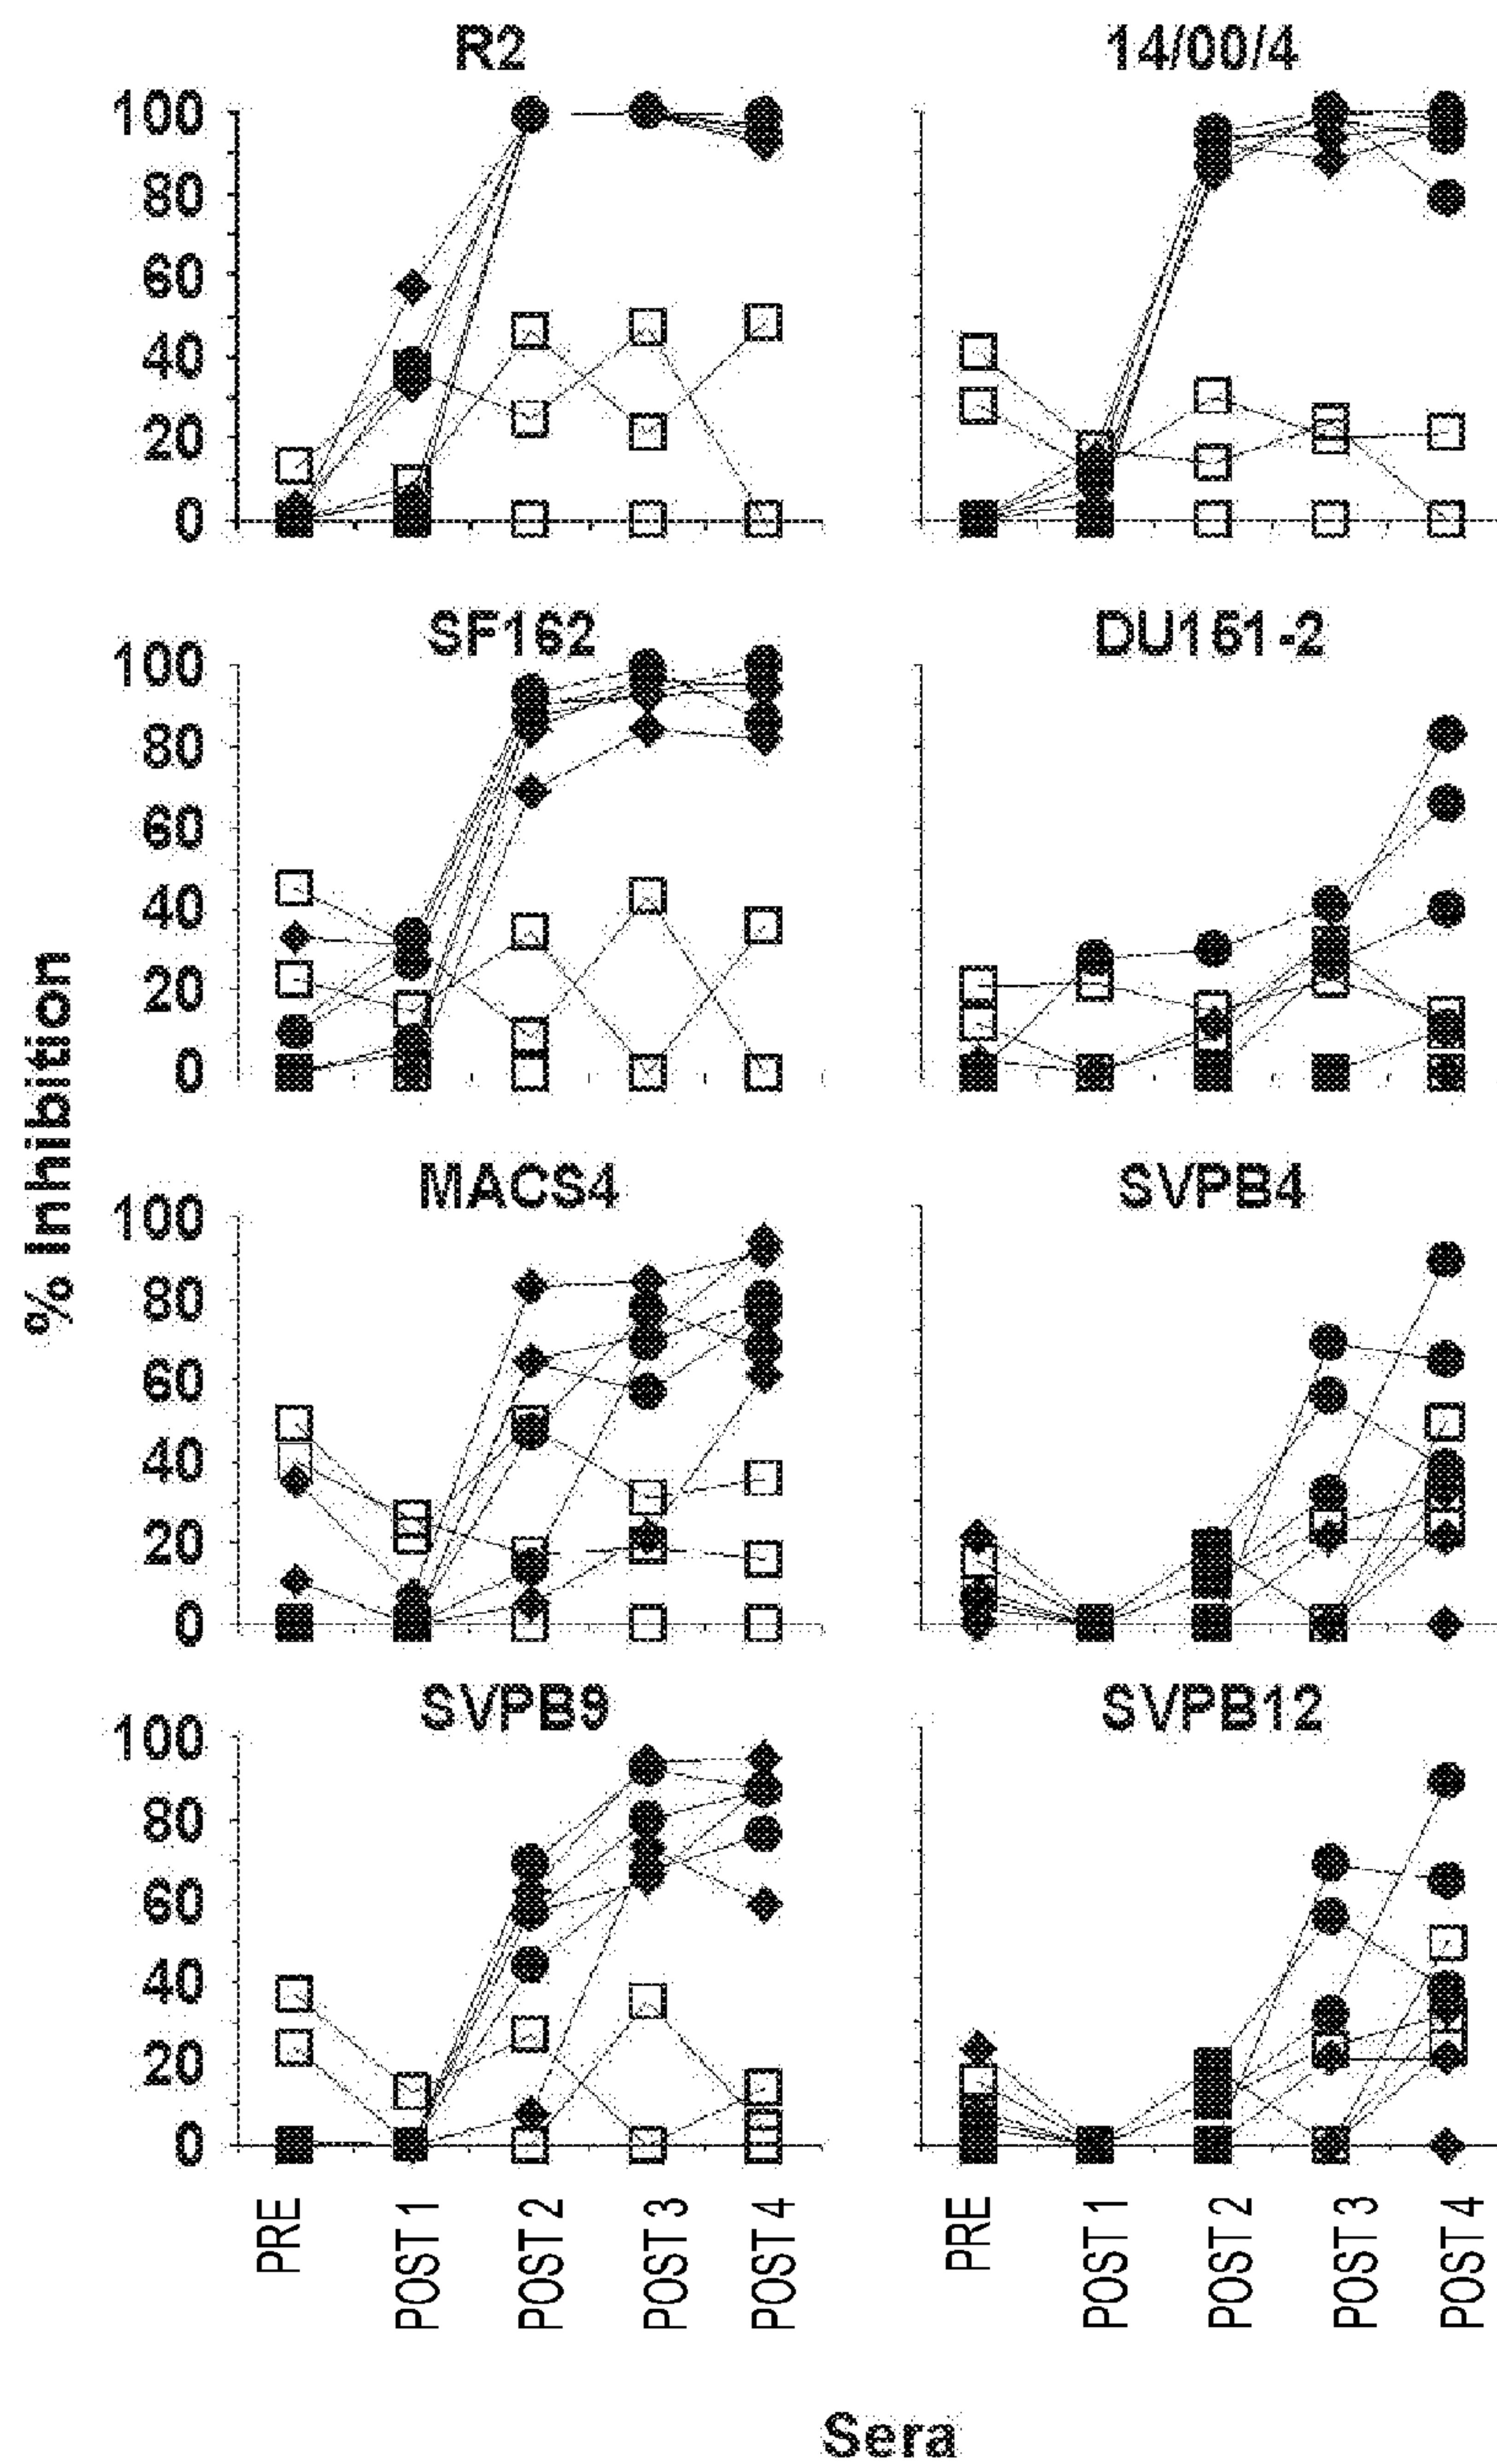 R2
14/00/4
100
80
60
40
20
0
SF162
DU151-2
100
80
60
40
20
0
MACS4
SVPB4
100
80
60
40
20
0
SVPB9
SVPB12
100
80
60
40
20
0
% Inhibition
PRE
POST 1
POST 2
POST 3
POST 4
PRE
POST 1
POST 2
POST 3
POST 4
Sera